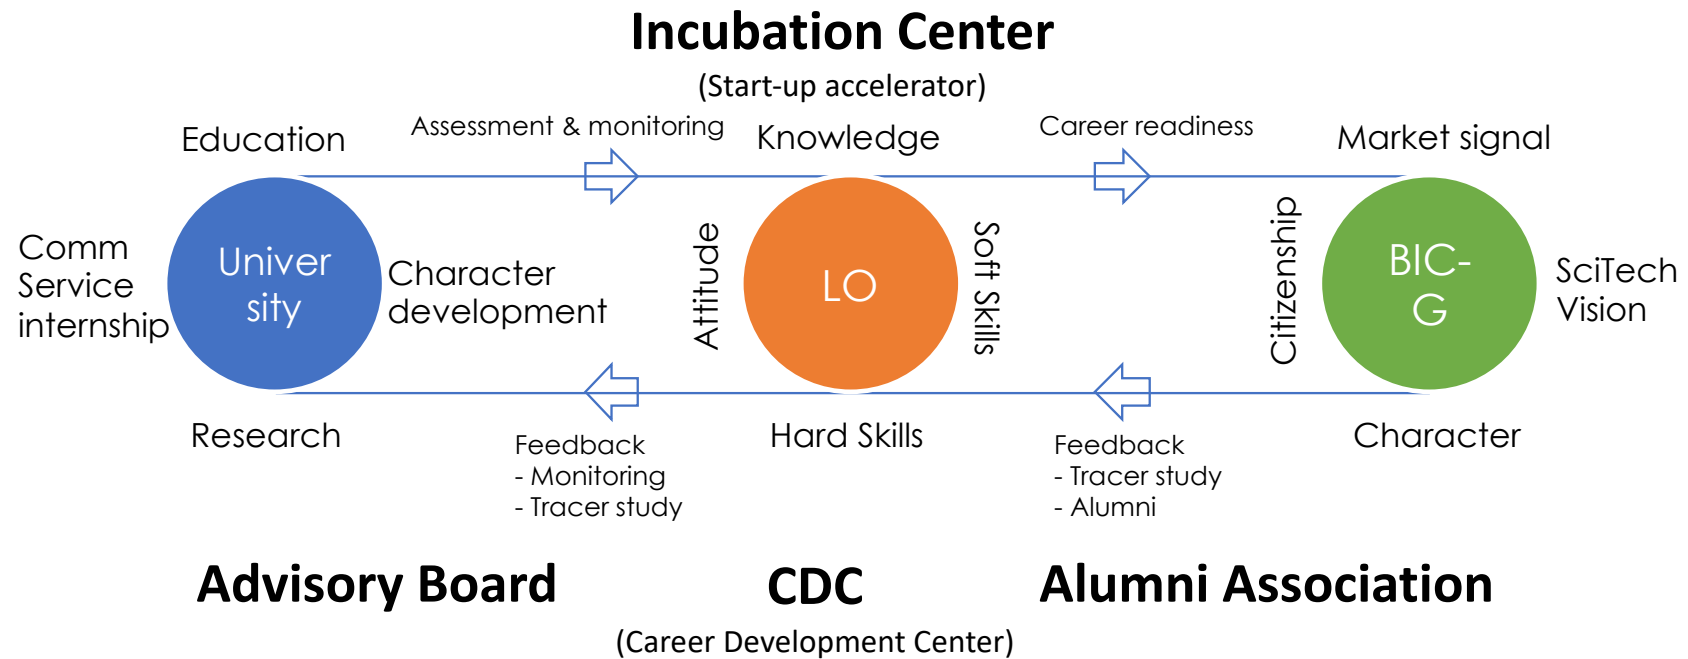 Incubation Center
(Start-up accelerator)
Education
Assessment & monitoring
Knowledge
Career readiness
Market signal
Comm
Service
internship
Univer
sity
Character
development
Attitude
LO
Soft Skills
Citizenship
BIC-
G
SciTech
Vision
Research
Feedback
- Monitoring
- Tracer study
Hard Skills
Feedback
- Tracer study
- Alumni
Character
Advisory Board
CDC
(Career Development Center)
Alumni Association